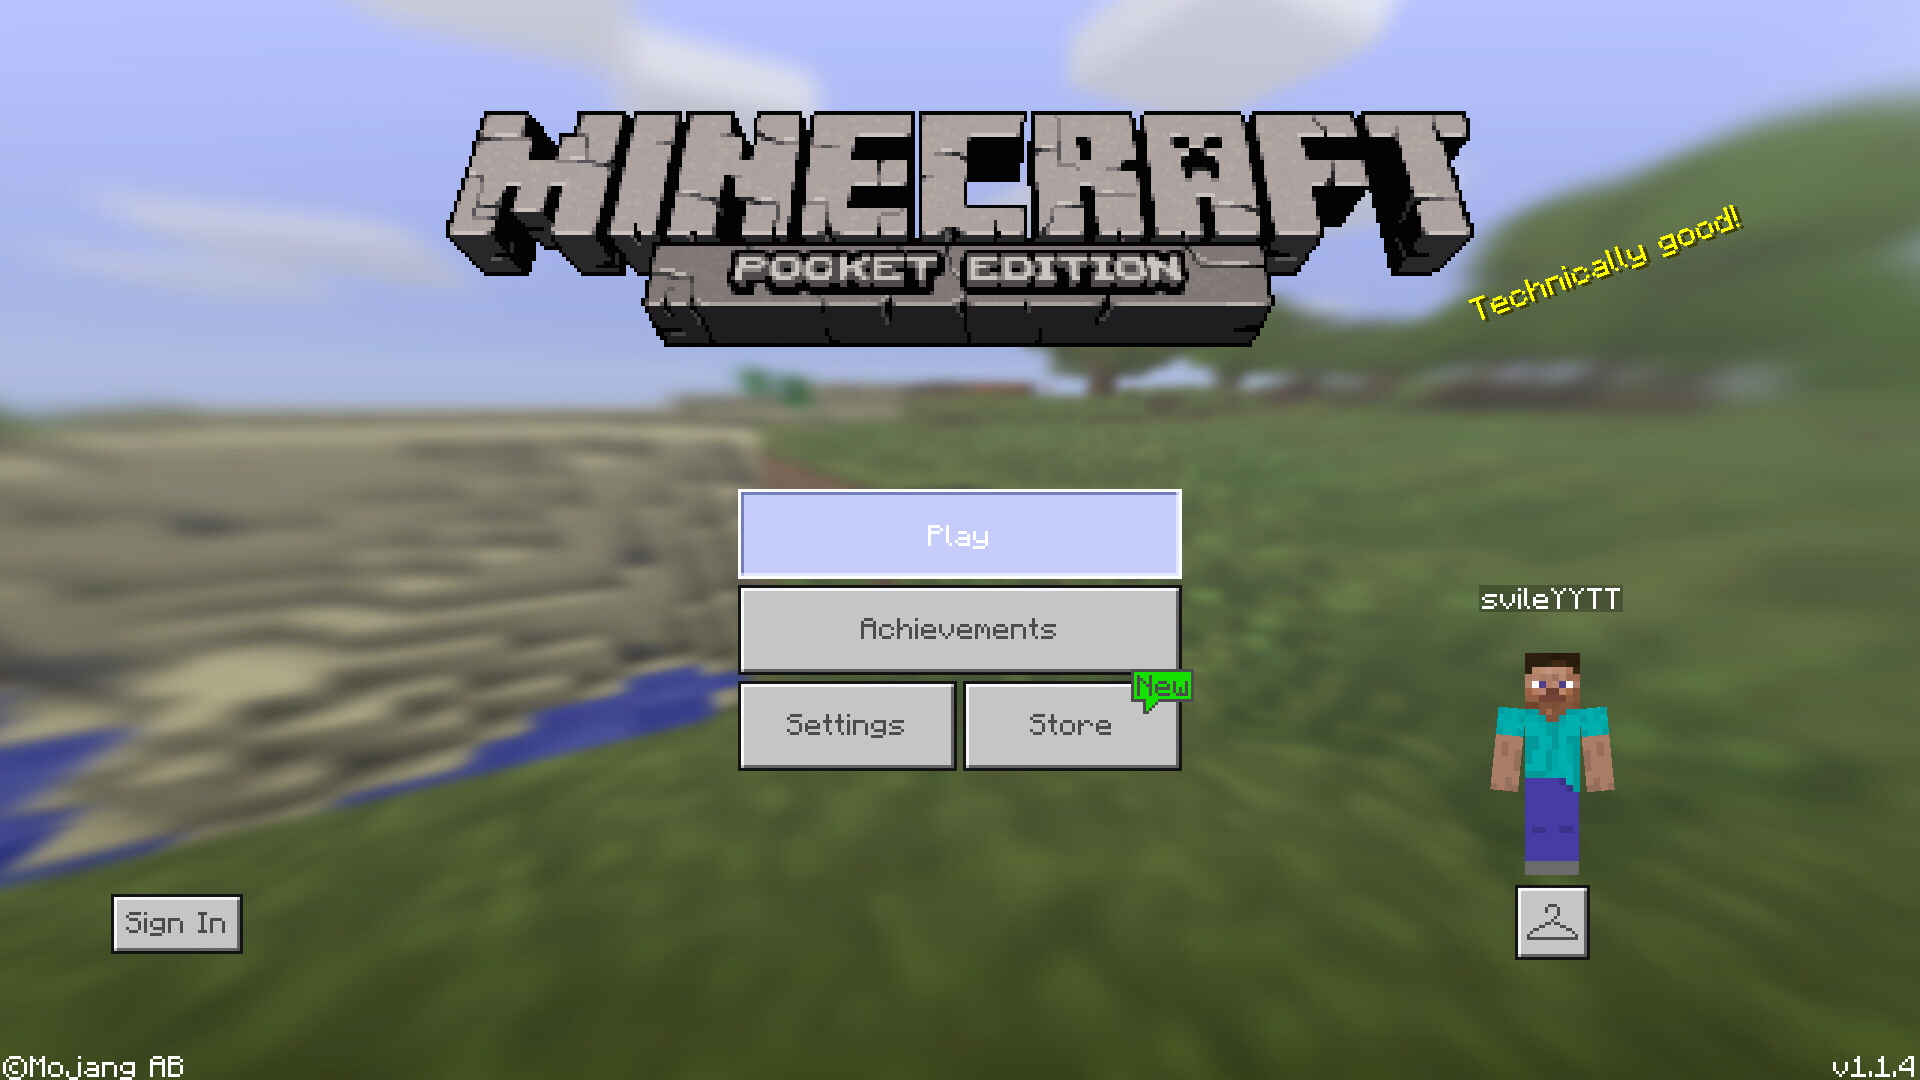 MINECRAFT
POCKET EDITION
Technically good!
Play
Achievements
New
Settings
Store
svileYYTT
Sign In
©Mojang AB
v1.1.4